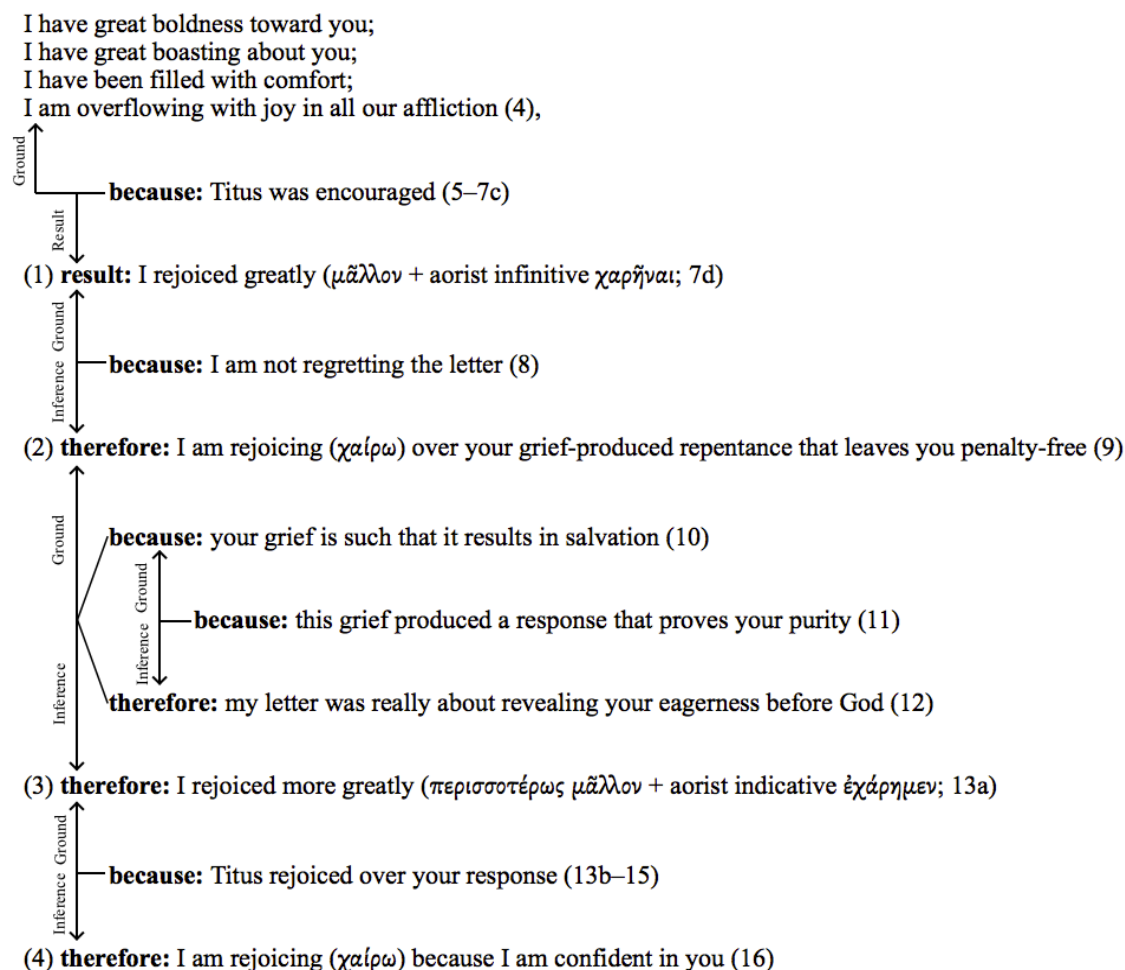 I have great boldness toward you;
I have great boasting about you;
I have been filled with comfort;
I am overflowing with joy in all our affliction (4),
Ground
because: Titus was encouraged (5–7c)
Result
(1) result: I rejoiced greatly (μᾶλλον + aorist infinitive χαρῆναι; 7d)
Ground
because: I am not regretting the letter (8)
Inference
(2) therefore: I am rejoicing (χαίρω) over your grief-produced repentance that leaves you penalty-free (9)
Ground
because: your grief is such that it results in salvation (10)
Ground
because: this grief produced a response that proves your purity (11)
Inference
Inference
therefore: my letter was really about revealing your eagerness before God (12)
(3) therefore: I rejoiced more greatly (περισσοτέρως μᾶλλον + aorist indicative ἐχάρημεν; 13a)
Ground
because: Titus rejoiced over your response (13b–15)
Inference
(4) therefore: I am rejoicing (χαίρω) because I am confident in you (16)